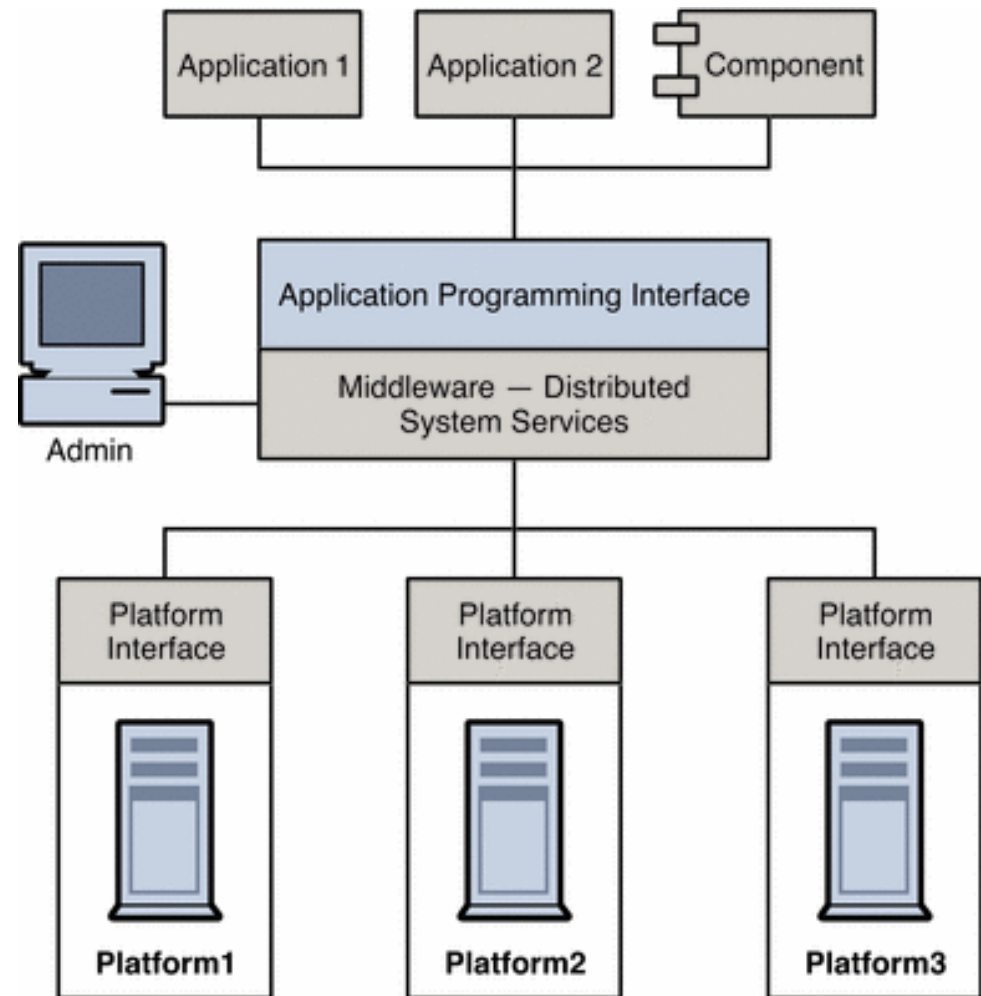 Application 1
Application 2
Component
Application Programming Interface
Middleware — Distributed
System Services
Admin
Platform
Interface
Platform
Interface
Platform
Interface
Platform1
Platform2
Platform3